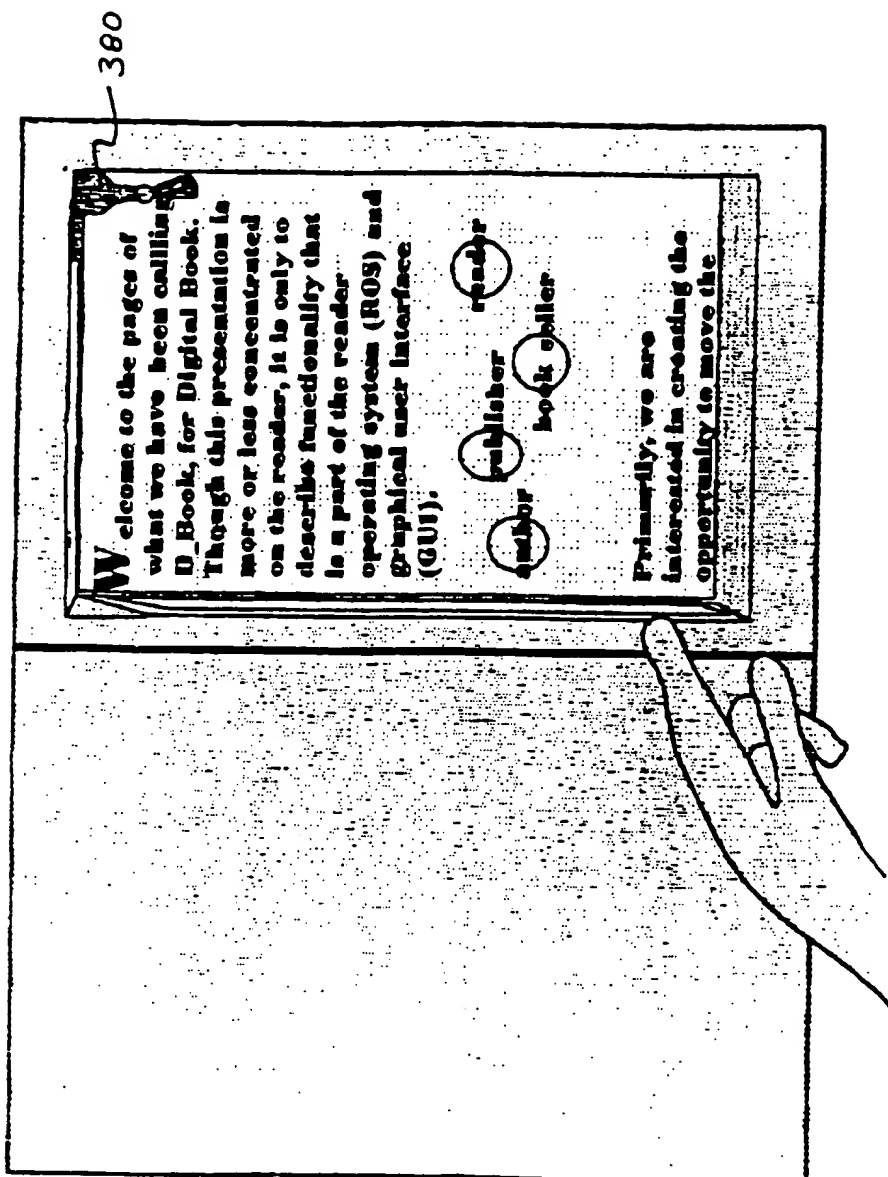 380
Welcome to the pages of
what we have been callling
D_Book, for Digital Book.
Though this presentation is
more or less concentrated
on the reader, it is only to
describe functionality that
is a part of the reader
operating system (ROS) and
graphical user interface
(GUI).
author
publisher
book seller
reader
Primarily, we are
interested in creating the
opportunity to move the